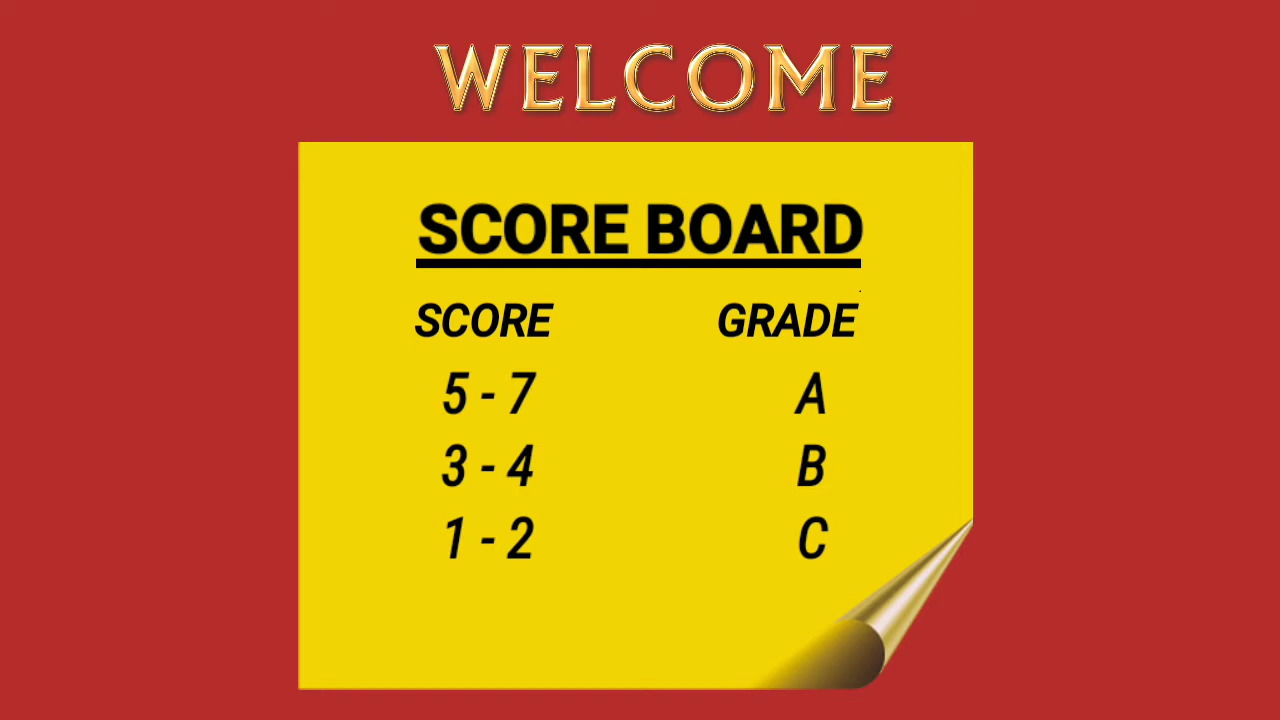 WELCOME
SCORE BOARD
SCORE GRADE
5 - 7 A
3 - 4 B
1 - 2 C